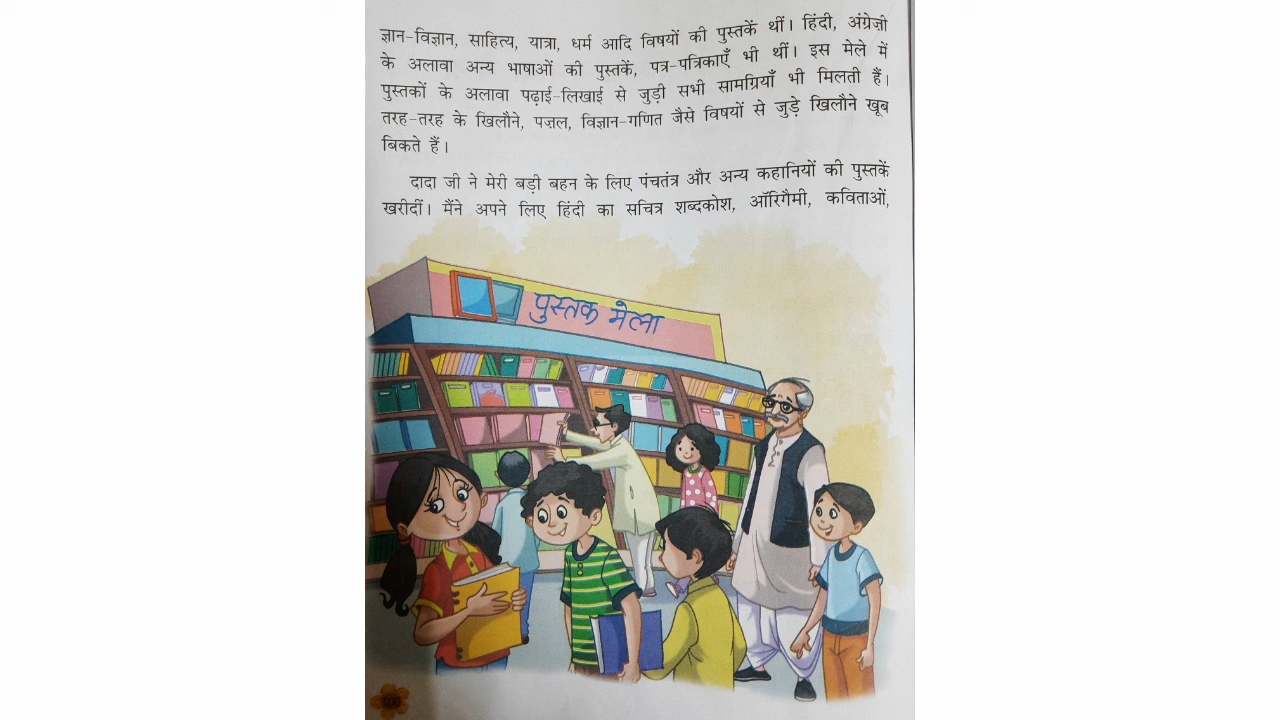 ज्ञान-विज्ञान, साहित्य, यात्रा, धर्म आदि विषयों की पुस्तकें थीं। हिंदी, अंग्रेज़ी
के अलावा अन्य भाषाओं की पुस्तकें, पत्र-पत्रिकाएँ भी थीं। इस मेले में
पुस्तकों के अलावा पढ़ाई-लिखाई से जुड़ी सभी सामग्रियाँ भी मिलती हैं।
तरह-तरह के खिलौने, पज़ल, विज्ञान-गणित जैसे विषयों से जुड़े खिलौने खूब
बिकते हैं।
दादा जी ने मेरी बड़ी बहन के लिए पंचतंत्र और अन्य कहानियों की पुस्तकें
खरीदीं। मैंने अपने लिए हिंदी का सचित्र शब्दकोश, ऑरिगैमी, कविताओं,
पुस्तक मेला
100